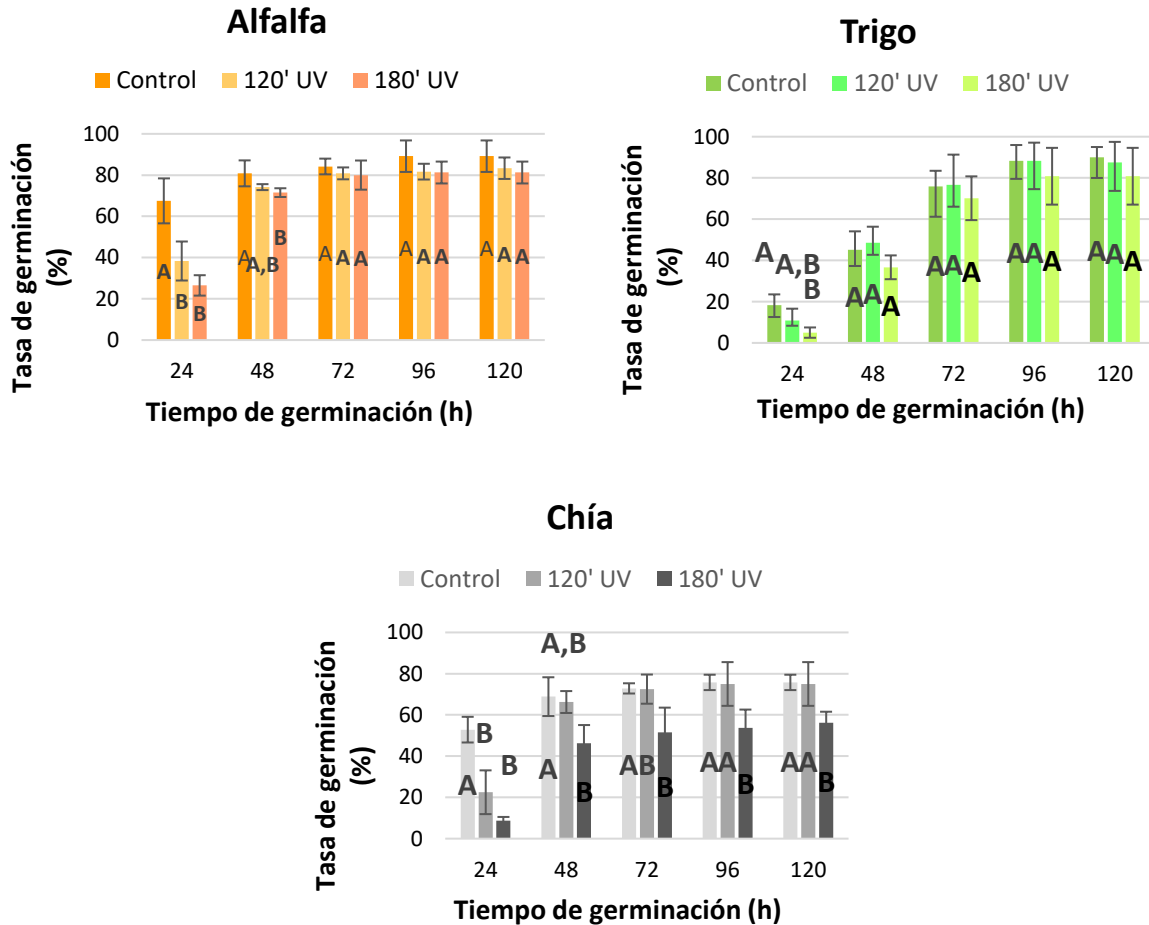 Alfalfa
Control 120' UV 180' UV
Tasa de germinación
(%)
100
80
60
40
20
0
A B B
A A,B B
A A A
A A A
A A A
24 48 72 96 120
Tiempo de germinación (h)
Trigo
Control 120' UV 180' UV
Tasa de germinación
(%)
100
80
60
40
20
0
A A,B B
A A A
A A A
A A A
A A A
24 48 72 96 120
Tiempo de germinación (h)
Chía
Control 120' UV 180' UV
Tasa de germinación
(%)
100
80
60
40
20
0
A B B
A A,B B
A B B
A A B
A A B
24 48 72 96 120
Tiempo de germinación (h)